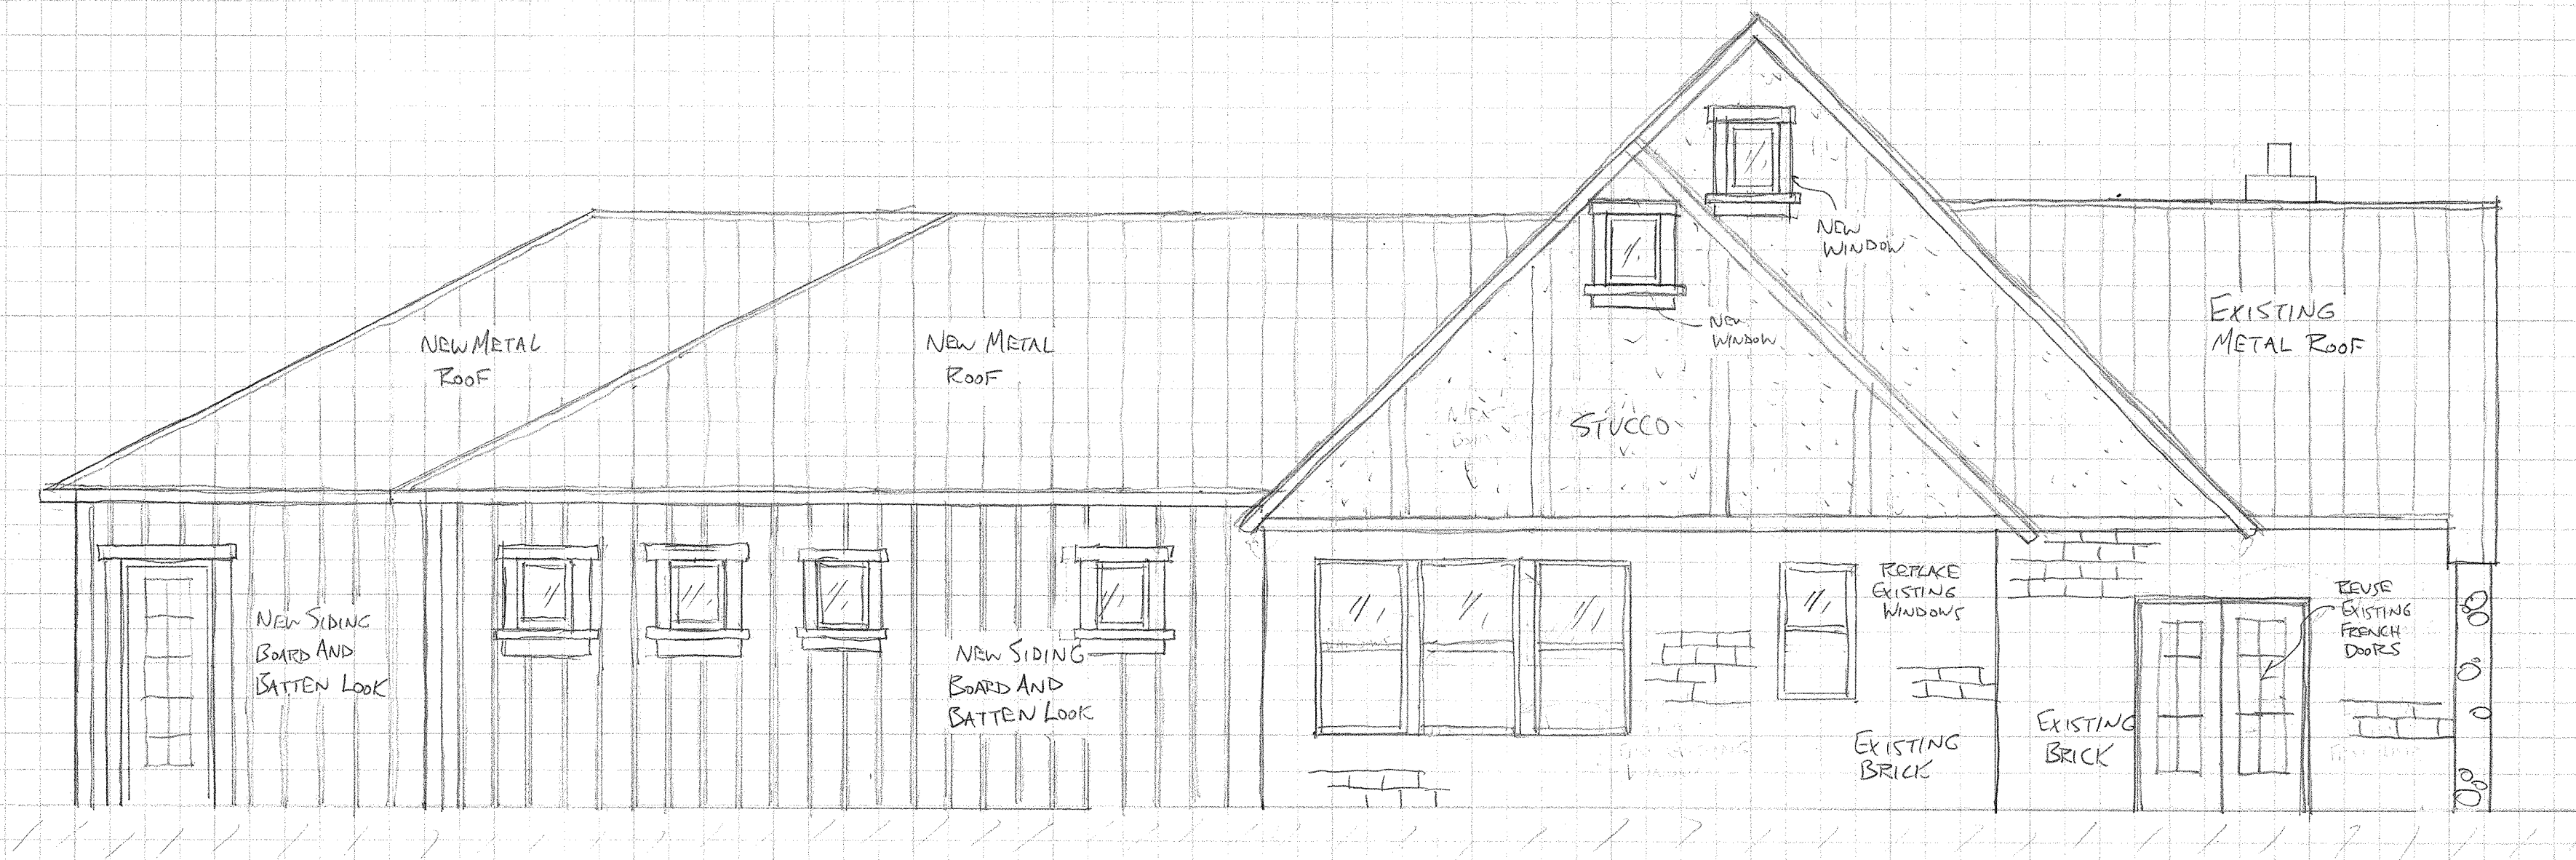 NEW METAL
ROOF
NEW METAL
ROOF
NEW
WINDOW
NEW
WINDOW
STUCCO
EXISTING
METAL ROOF
NEW SIDING
BOARD AND
BATTEN LOOK
NEW SIDING
BOARD AND
BATTEN LOOK
REPLACE
EXISTING
WINDOWS
EXISTING
BRICK
EXISTING
BRICK
REUSE
EXISTING
FRENCH
DOORS